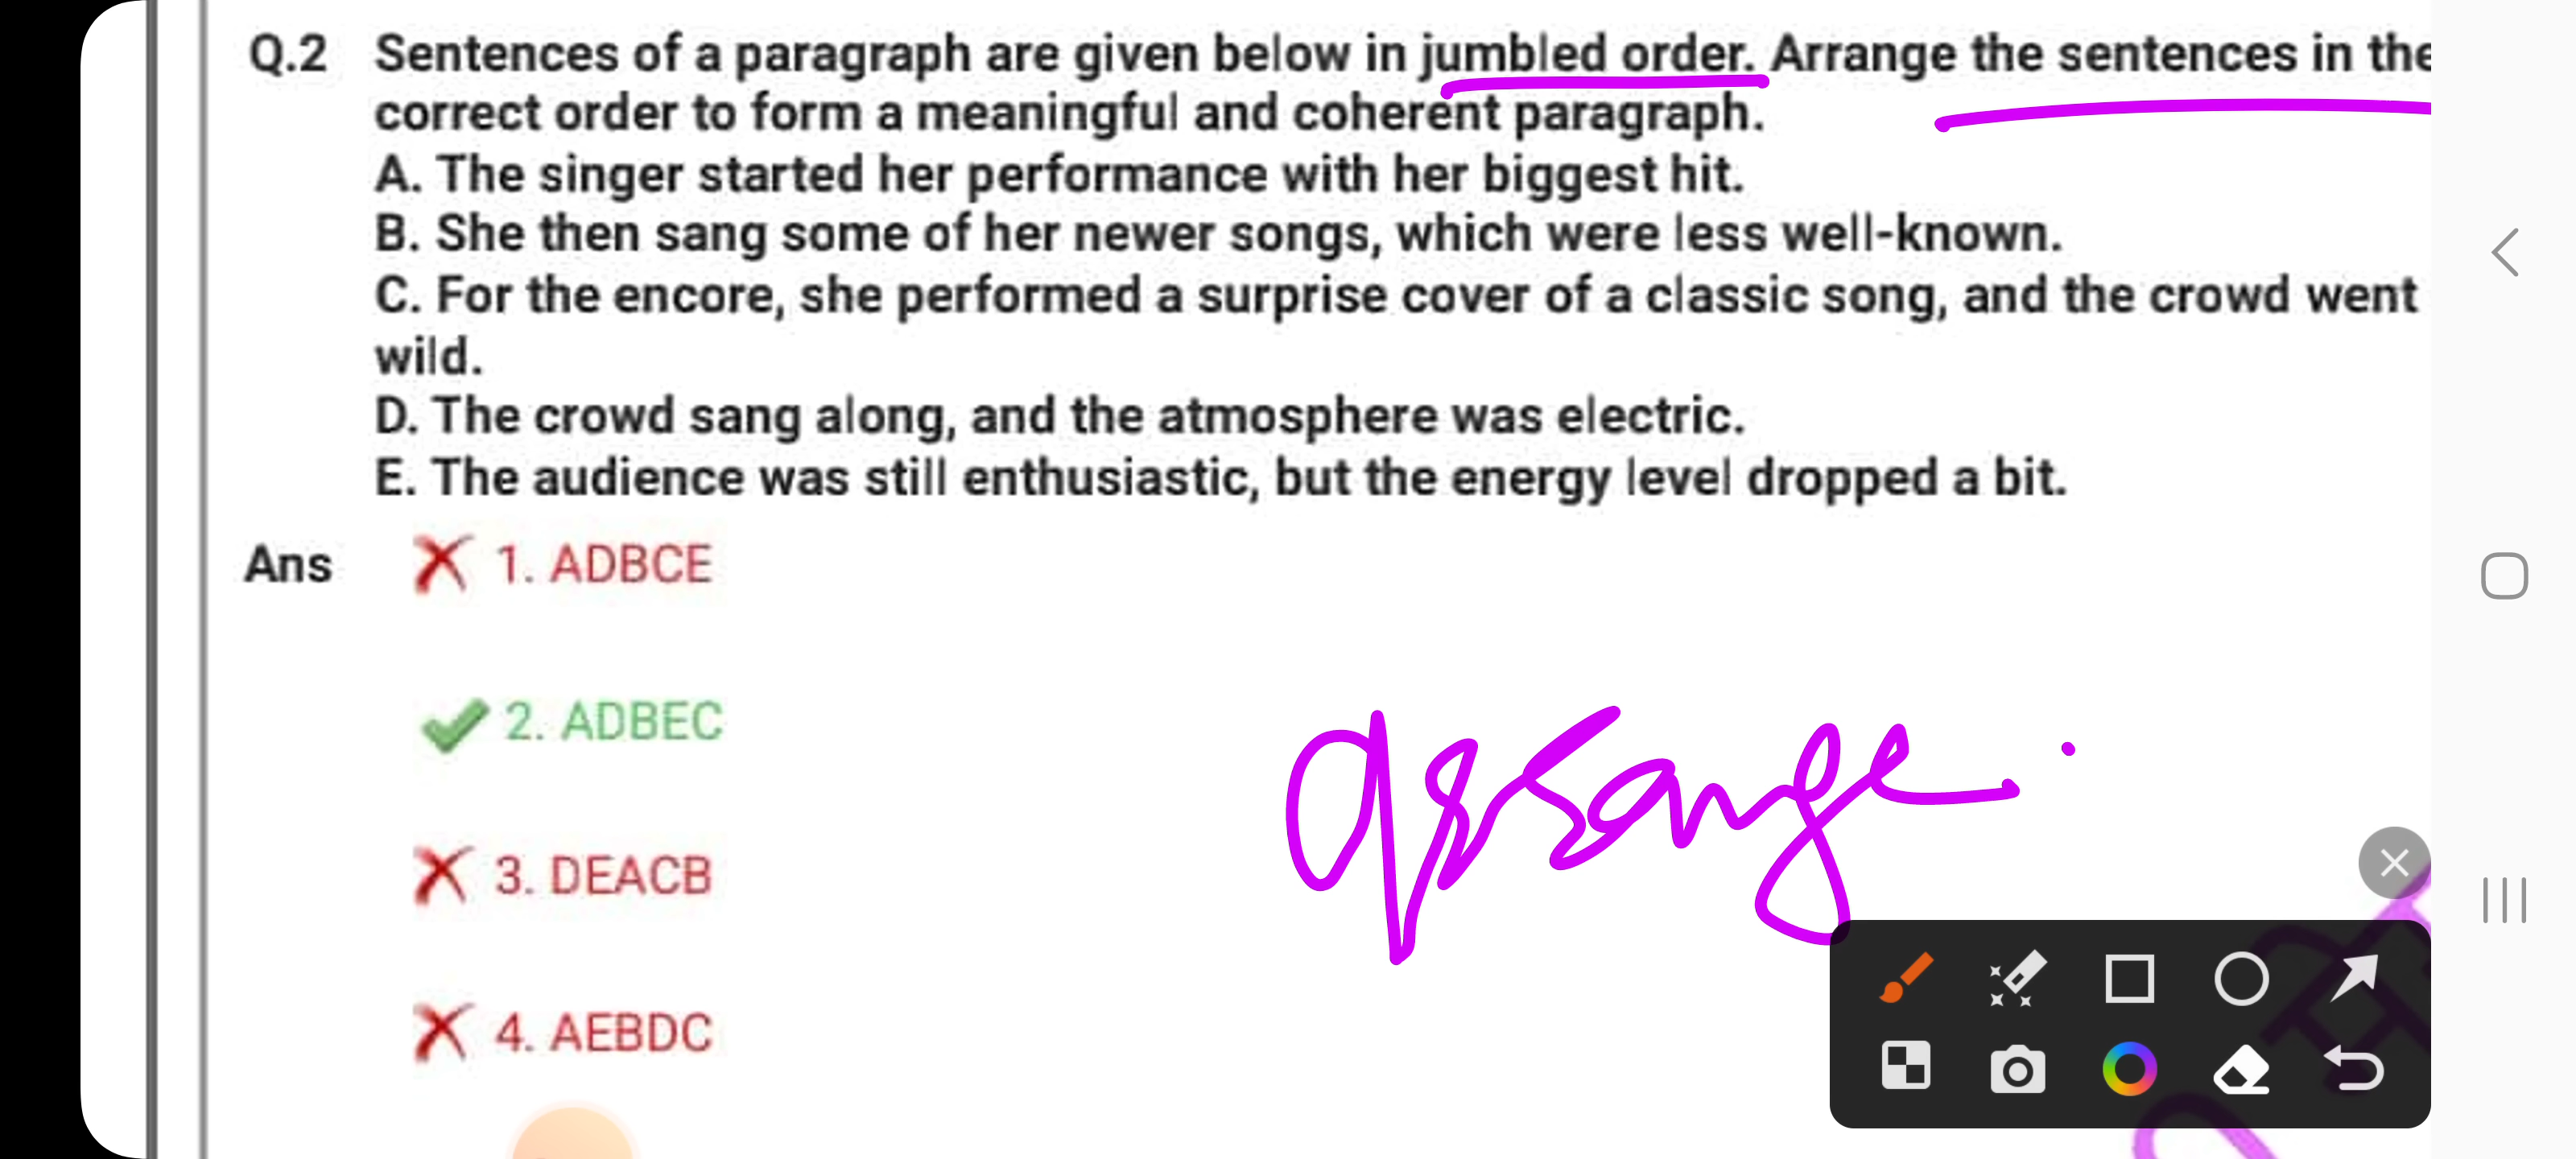 Q.2 Sentences of a paragraph are given below in jumbled order. Arrange the sentences in the
correct order to form a meaningful and coherent paragraph.
A. The singer started her performance with her biggest hit.
B. She then sang some of her newer songs, which were less well-known.
C. For the encore, she performed a surprise cover of a classic song, and the crowd went
wild.
D. The crowd sang along, and the atmosphere was electric.
E. The audience was still enthusiastic, but the energy level dropped a bit.
Ans 1. ADBCE
2. ADBEC
arrange.
3. DEACB
4. AEBDC